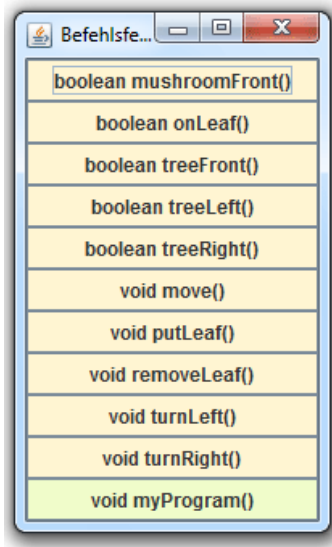 Befehlsfe...
boolean mushroomFront()
boolean onLeaf()
boolean treeFront()
boolean treeLeft()
boolean treeRight()
void move()
void putLeaf()
void removeLeaf()
void turnLeft()
void turnRight()
void myProgram()